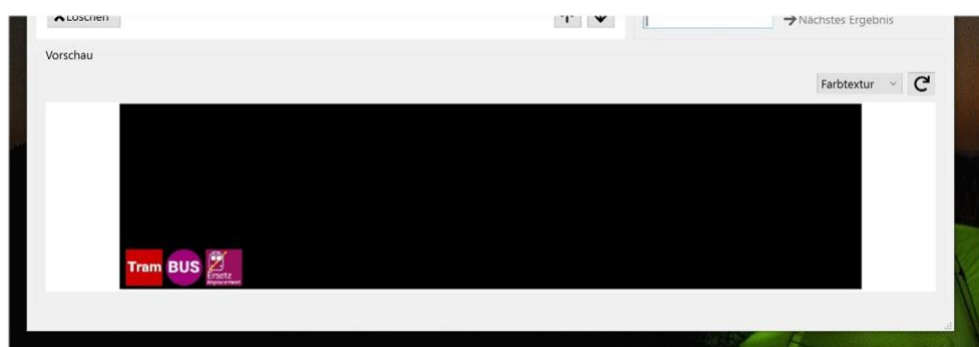 Löschen
Nächstes Ergebnis
Vorschau
Farbtextur
Tram
BUS
Ersatz